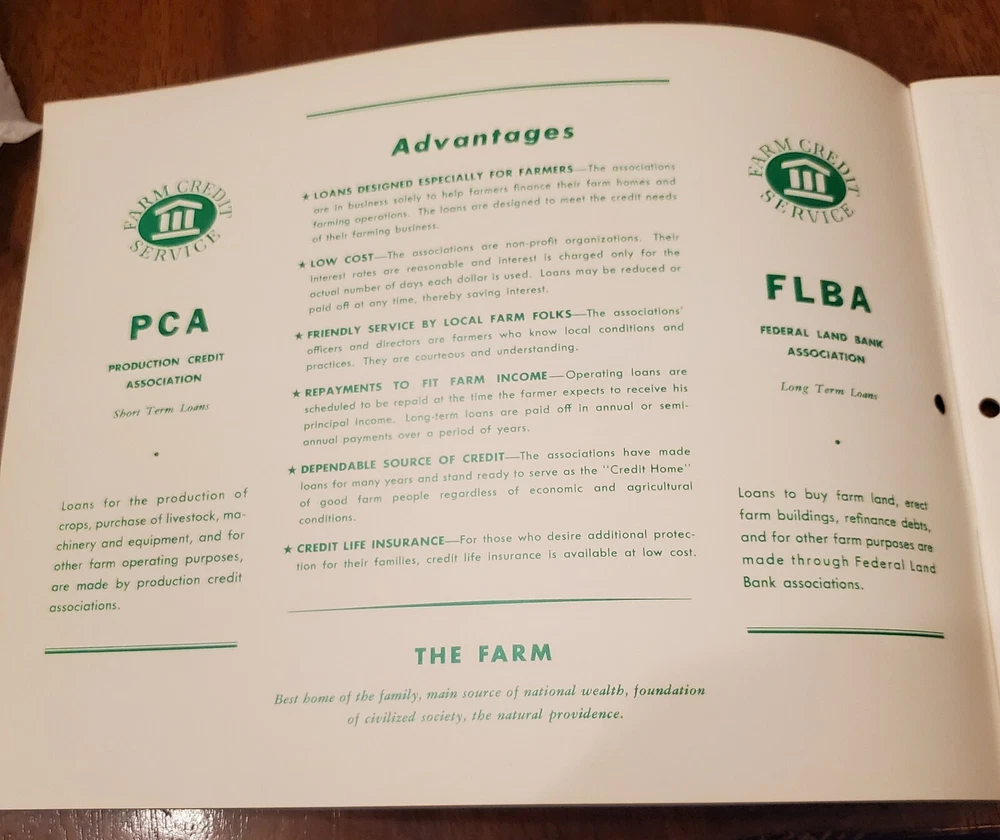 FARM CREDIT
SERVICE
PCA
PRODUCTION CREDIT
ASSOCIATION
Short Term Loans
Loans for the production of
crops, purchase of livestock, ma-
chinery and equipment, and for
other farm operating purposes,
are made by production credit
associations.
Advantages
★ LOANS DESIGNED ESPECIALLY FOR FARMERS—The associations
are in business solely to help farmers finance their farm homes and
farming operations. The loans are designed to meet the credit needs
of their farming business.
★ LOW COST—The associations are non-profit organizations. Their
interest rates are reasonable and interest is charged only for the
actual number of days each dollar is used. Loans may be reduced or
paid off at any time, thereby saving interest.
★ FRIENDLY SERVICE BY LOCAL FARM FOLKS—The associations'
officers and directors are farmers who know local conditions and
practices. They are courteous and understanding.
★ REPAYMENTS TO FIT FARM INCOME—Operating loans are
scheduled to be repaid at the time the farmer expects to receive his
principal income. Long-term loans are paid off in annual or semi-
annual payments over a period of years.
★ DEPENDABLE SOURCE OF CREDIT—The associations have made
loans for many years and stand ready to serve as the "Credit Home"
of good farm people regardless of economic and agricultural
conditions.
★ CREDIT LIFE INSURANCE—For those who desire additional protec-
tion for their families, credit life insurance is available at low cost.
THE FARM
Best home of the family, main source of national wealth, foundation
of civilized society, the natural providence.
FARM CREDIT
SERVICE
FLBA
FEDERAL LAND BANK
ASSOCIATION
Long Term Loans
Loans to buy farm land, erect
farm buildings, refinance debts,
and for other farm purposes are
made through Federal Land
Bank associations.